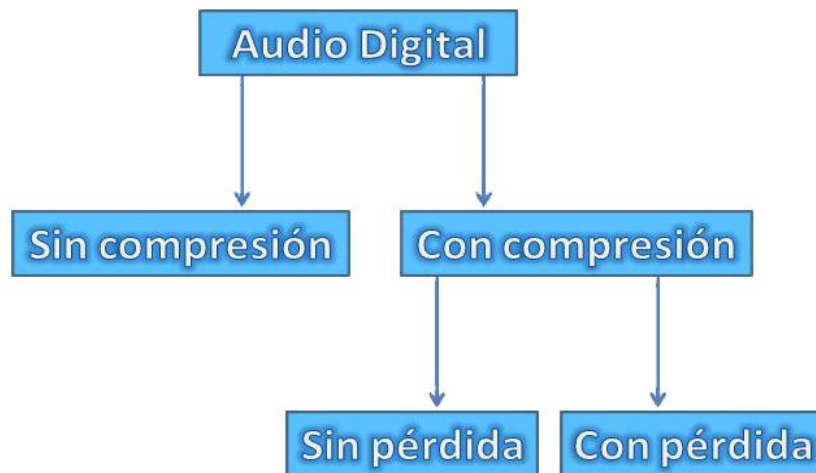 Audio Digital
Sin compresión
Con compresión
Sin pérdida
Con pérdida